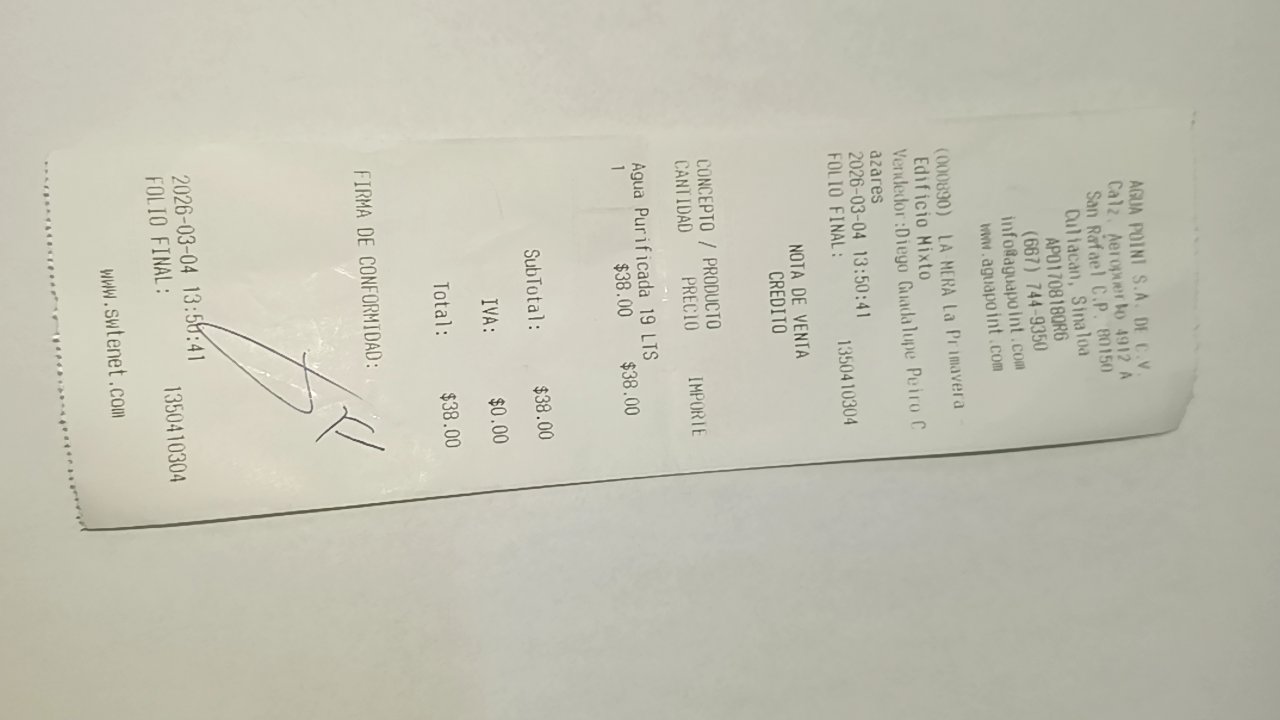 AGUA POINT S.A. DE C.V.
Calz. Aeropuerto 4912 A
San Rafael C.P. 80150
Culiacan, Sinaloa
APO170818QR6
(667) 744-9350
info@aguapoint.com
www.aguapoint.com
(000890) LA MERA La Primavera
Edificio Mixto
Vendedor:Diego Guadalupe Peiro C
azares
2026-03-04 13:50:41
FOLIO FINAL: 1350410304
NOTA DE VENTA
CREDITO
CONCEPTO / PRODUCTO
CANTIDAD PRECIO IMPORTE
Agua Purificada 19 LTS
1 $38.00 $38.00
SubTotal: $38.00
IVA: $0.00
Total: $38.00
FIRMA DE CONFORMIDAD:
2026-03-04 13:50:41
FOLIO FINAL: 1350410304
www.swtenet.com